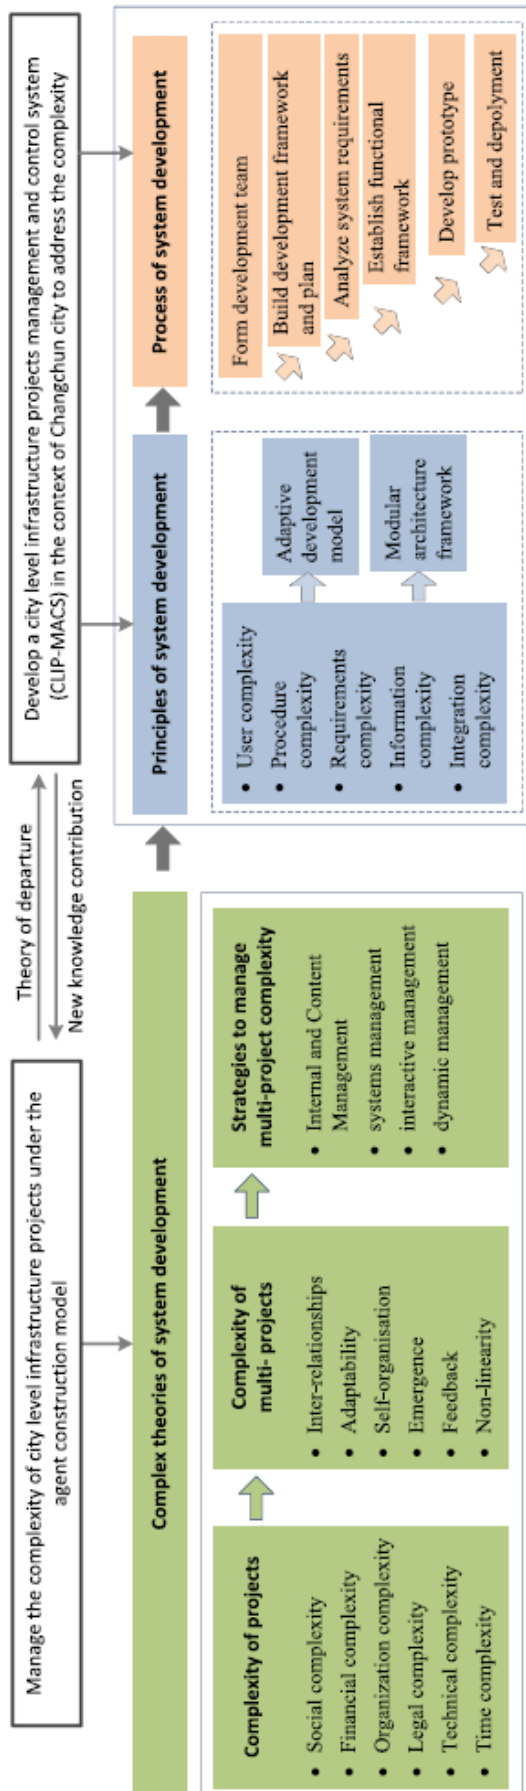 Manage the complexity of city level infrastructure projects under the
agent construction model
Theory of departure
New knowledge contribution
Develop a city level infrastructure projects management and control system
(CLIP-MACS) in the context of Changchun city to address the complexity
Complex theories of system development
Complexity of projects
• Social complexity
• Financial complexity
• Organization complexity
• Legal complexity
• Technical complexity
• Time complexity
Complexity of
multi- projects
• Inter-relationships
• Adaptability
• Self-organisation
• Emergence
• Feedback
• Non-linearity
Strategies to manage
multi-project complexity
• Internal and Content
Management
• systems management
• interactive management
• dynamic management
Principles of system development
• User complexity
• Procedure
complexity
• Requirements
complexity
• Information
complexity
• Integration
complexity
Adaptive
development
model
Modular
architecture
framework
Process of system development
Form development team
Build development framework
and plan
Analyze system requirements
Establish functional
framework
Develop prototype
Test and depolyment